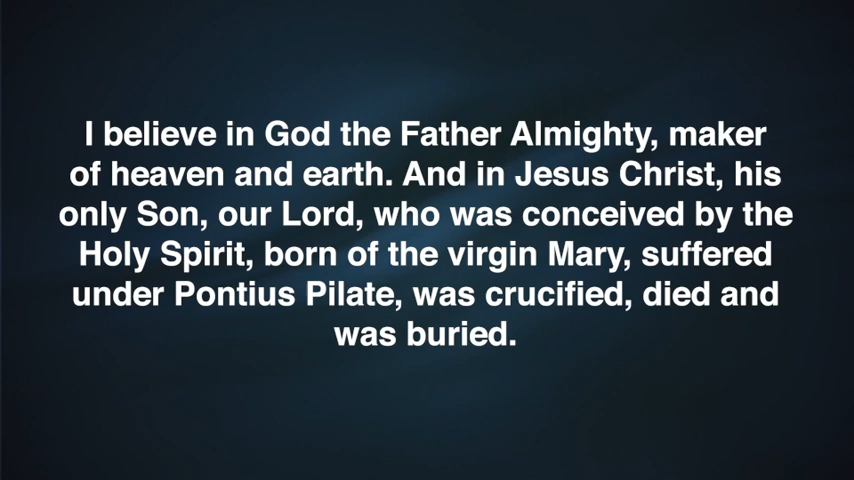 I believe in God the Father Almighty, maker
of heaven and earth. And in Jesus Christ, his
only Son, our Lord, who was conceived by the
Holy Spirit, born of the virgin Mary, suffered
under Pontius Pilate, was crucified, died and
was buried.